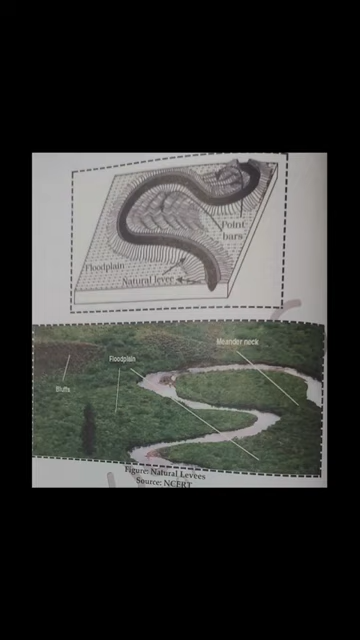 Point
bars
Floodplain
Natural levee
Meander neck
Floodplain
Bluffs
Figure: Natural Levees
Source: NCERT